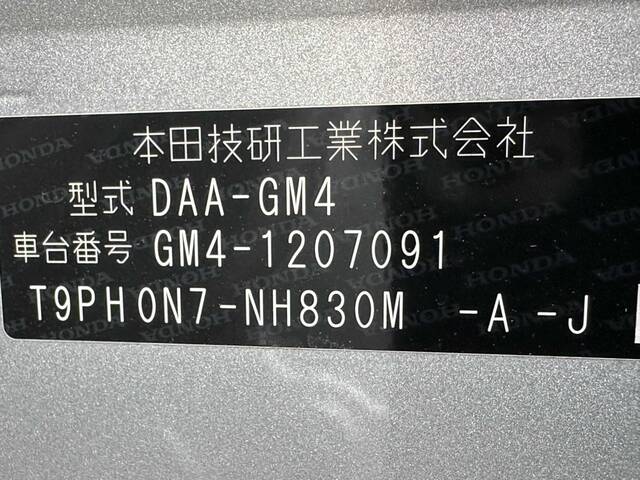 本田技研工業株式会社
型式 DAA-GM4
車台番号 GM4-1207091
T9PH0N7-NH830M -A -J